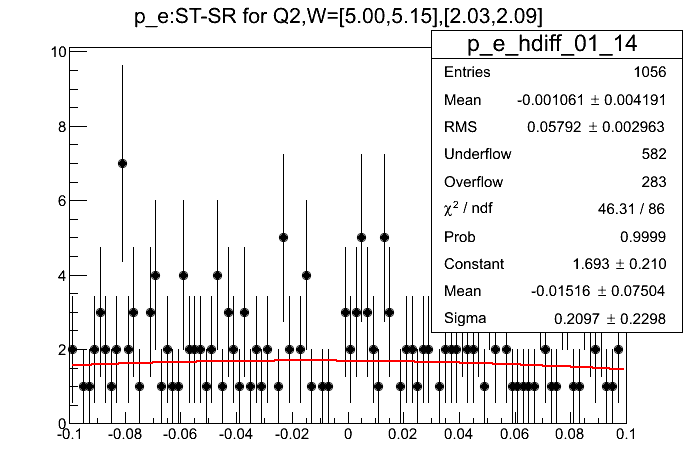 p_e:ST-SR for Q2,W=[5.00,5.15],[2.03,2.09]
p_e_hdiff_01_14
Entries 1056
Mean -0.001061 ± 0.004191
RMS 0.05792 ± 0.002963
Underflow 582
Overflow 283
χ² / ndf 46.31 / 86
Prob 0.9999
Constant 1.693 ± 0.210
Mean -0.01516 ± 0.07504
Sigma 0.2097 ± 0.2298
10
8
6
4
2
0
-0.1 -0.08 -0.06 -0.04 -0.02 0 0.02 0.04 0.06 0.08 0.1